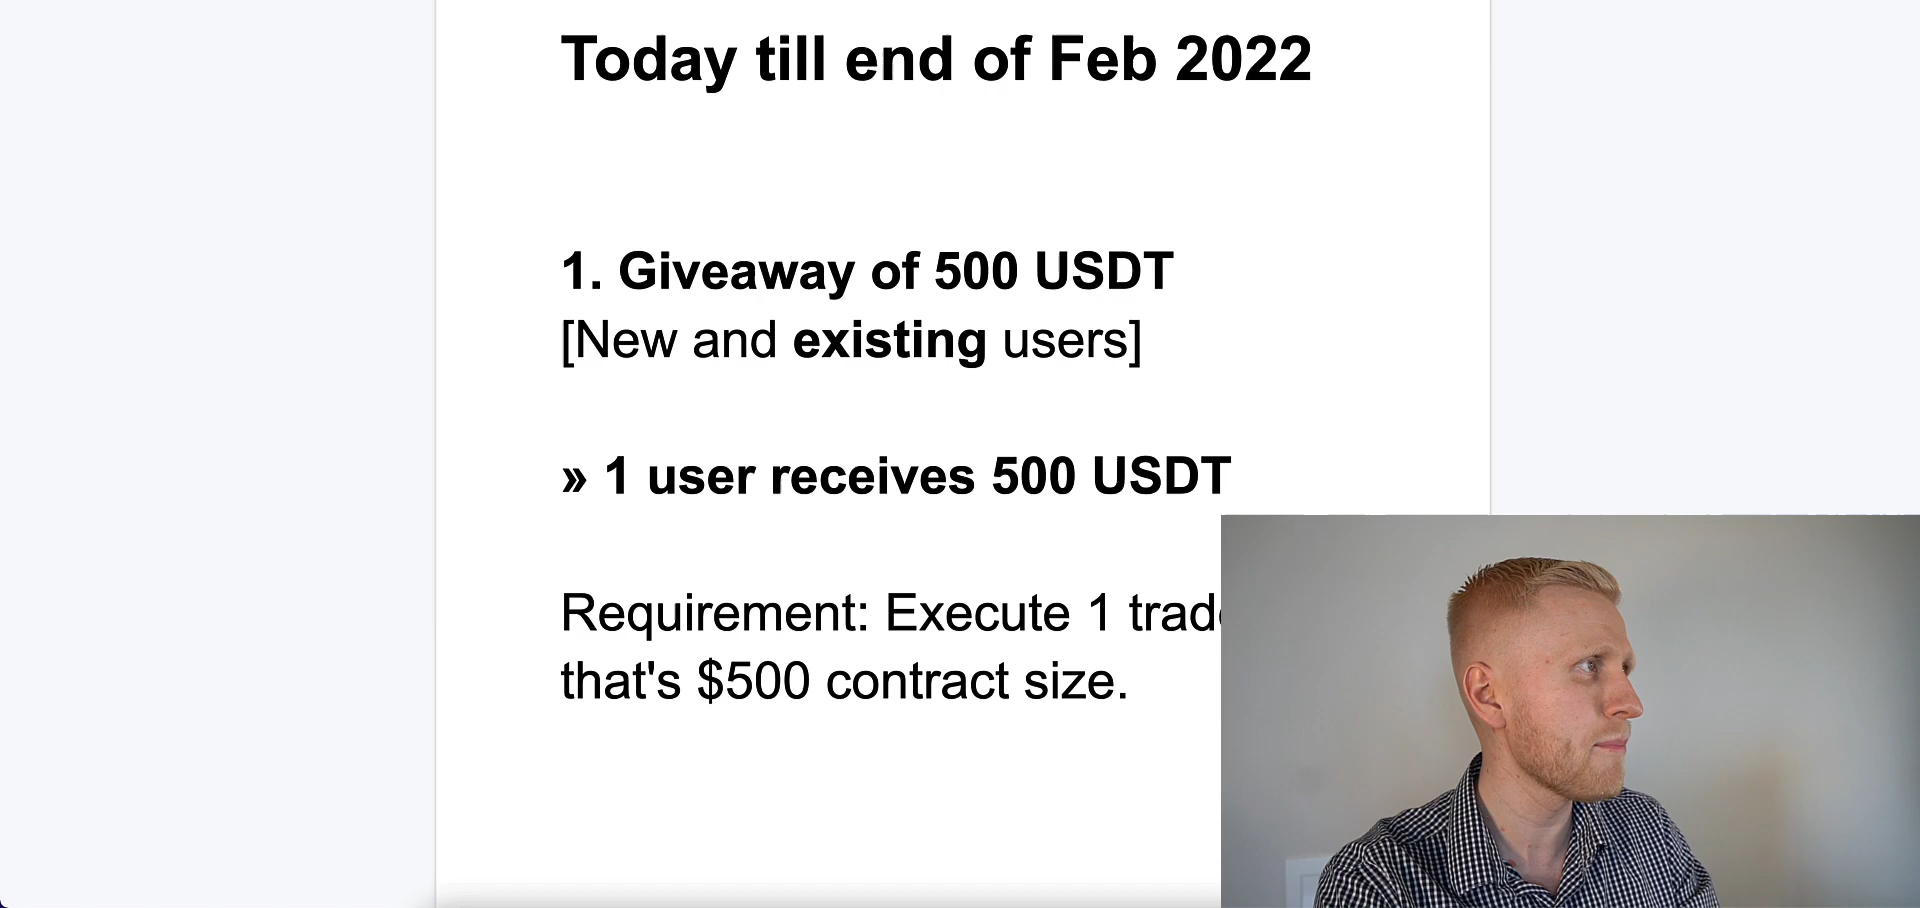 Today till end of Feb 2022
1. Giveaway of 500 USDT
[New and existing users]
» 1 user receives 500 USDT
Requirement: Execute 1
that's $500 contract size.